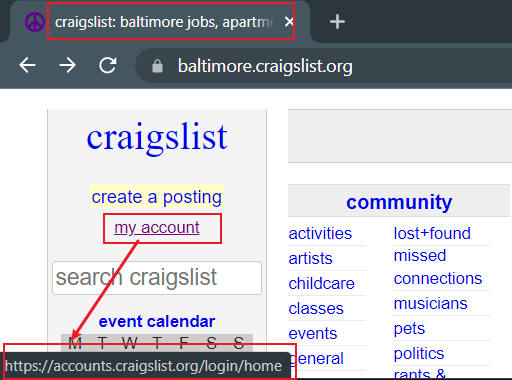 craigslist: baltimore jobs, apartme
baltimore.craigslist.org
craigslist
create a posting
my account
search craigslist
event calendar
M T W T F S S
https://accounts.craigslist.org/login/home
community
activities
artists
childcare
classes
events
general
lost+found
missed
connections
musicians
pets
politics
rants &